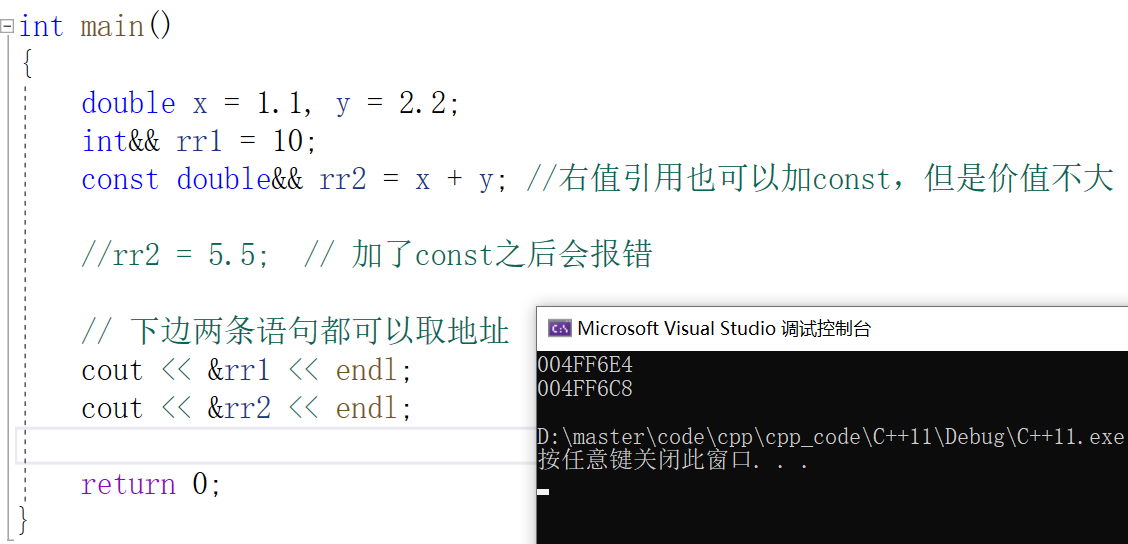 int main()
{
double x = 1.1, y = 2.2;
int&& rr1 = 10;
const double&& rr2 = x + y; //右值引用也可以加const，但是价值不大
//rr2 = 5.5;  // 加了const之后会报错
// 下边两条语句都可以取地址
cout << &rr1 << endl;
cout << &rr2 << endl;
return 0;
}
C:\ Microsoft Visual Studio 调试控制台
004FF6E4
004FF6C8
D:\master\code\cpp\cpp_code\C++11\Debug\C++11.exe
按任意键关闭此窗口. . .